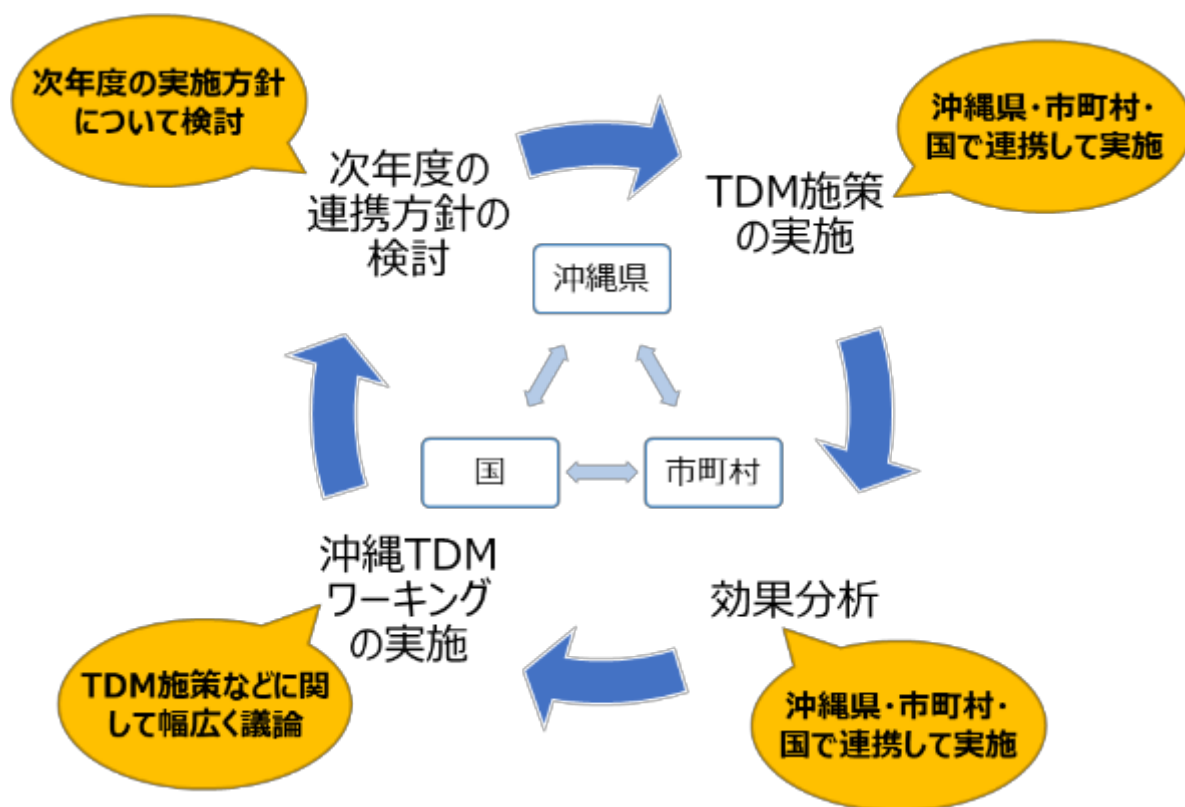 次年度の実施方針
について検討
次年度の
連携方針の
検討
沖縄県・市町村・
国で連携して実施
TDM施策
の実施
沖縄県
国
市町村
沖縄TDM
ワーキング
の実施
TDM施策などに関
して幅広く議論
効果分析
沖縄県・市町村・
国で連携して実施